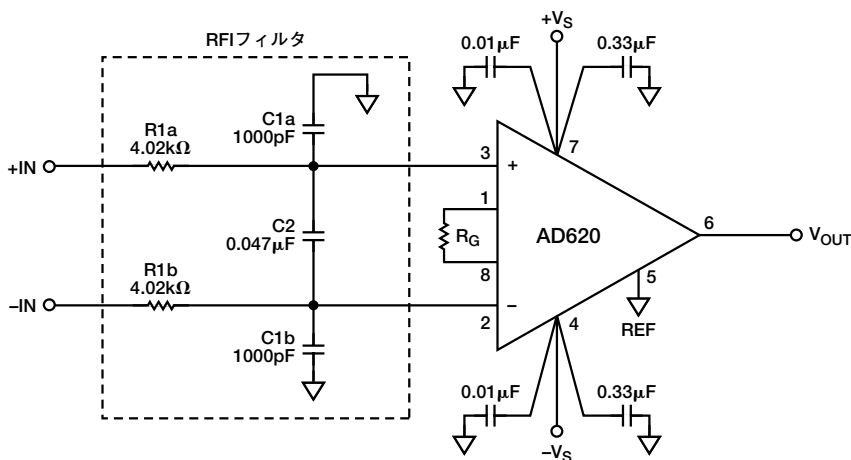 RFIフィルタ
+IN
R1a
4.02kΩ
C1a
1000pF
C2
0.047μF
–IN
R1b
4.02kΩ
C1b
1000pF
0.01μF
+VS
0.33μF
7
3
+
1
RG
8
–
2
AD620
6
VOUT
5
REF
4
0.01μF
0.33μF
–VS